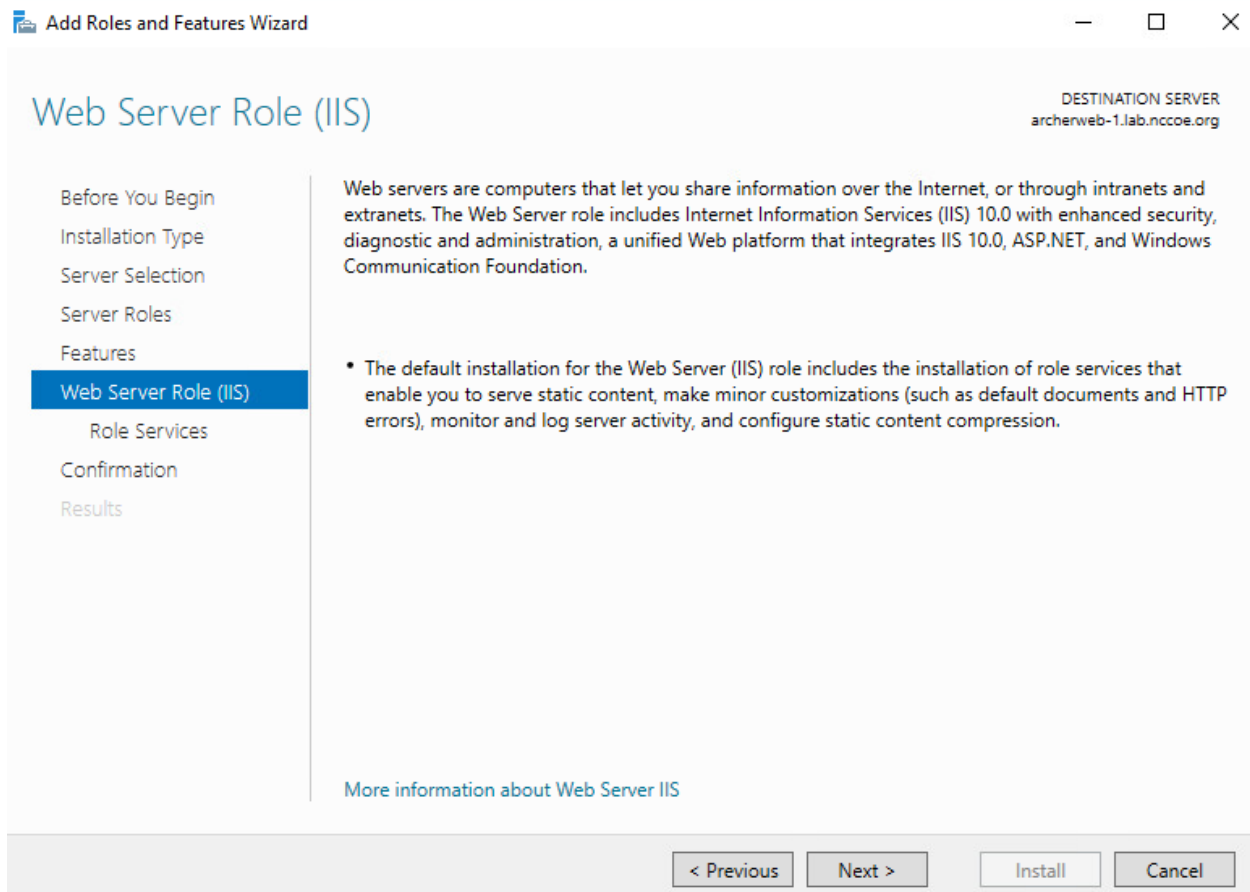 Add Roles and Features Wizard
Web Server Role (IIS)
DESTINATION SERVER
archerweb-1.lab.nccoe.org
Before You Begin
Installation Type
Server Selection
Server Roles
Features
Web Server Role (IIS)
Role Services
Confirmation
Results
Web servers are computers that let you share information over the Internet, or through intranets and
extranets. The Web Server role includes Internet Information Services (IIS) 10.0 with enhanced security,
diagnostic and administration, a unified Web platform that integrates IIS 10.0, ASP.NET, and Windows
Communication Foundation.
• The default installation for the Web Server (IIS) role includes the installation of role services that
enable you to serve static content, make minor customizations (such as default documents and HTTP
errors), monitor and log server activity, and configure static content compression.
More information about Web Server IIS
< Previous Next > Install Cancel